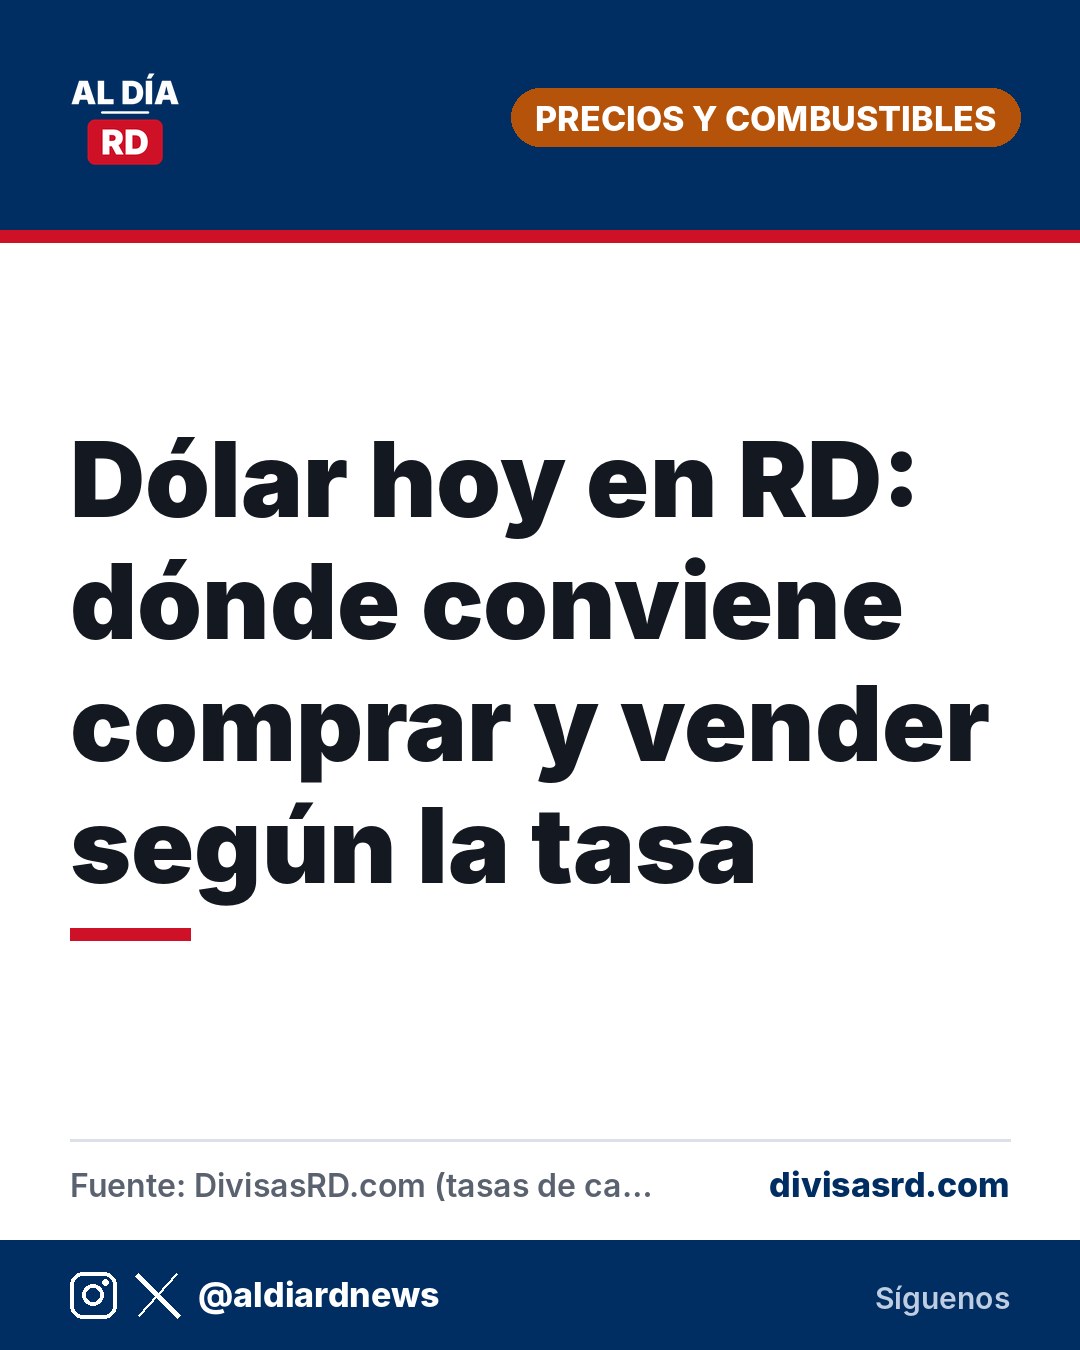 AL DÍA
RD
PRECIOS Y COMBUSTIBLES
Dólar hoy en RD:
dónde conviene
comprar y vender
según la tasa
Fuente: DivisasRD.com (tasas de ca...
divisasrd.com
@aldiardnews
Síguenos